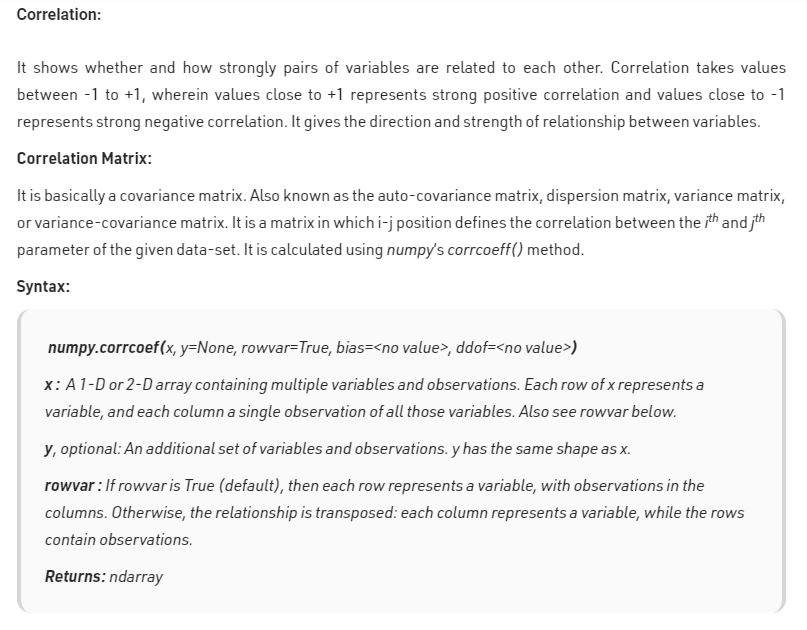 Correlation:
It shows whether and how strongly pairs of variables are related to each other. Correlation takes values
between -1 to +1, wherein values close to +1 represents strong positive correlation and values close to -1
represents strong negative correlation. It gives the direction and strength of relationship between variables.
Correlation Matrix:
It is basically a covariance matrix. Also known as the auto-covariance matrix, dispersion matrix, variance matrix,
or variance-covariance matrix. It is a matrix in which i-j position defines the correlation between the ith and jth
parameter of the given data-set. It is calculated using numpy's corrcoeff() method.
Syntax:
numpy.corrcoef(x, y=None, rowvar=True, bias=<no value>, ddof=<no value>)
x : A 1-D or 2-D array containing multiple variables and observations. Each row of x represents a
variable, and each column a single observation of all those variables. Also see rowvar below.
y, optional: An additional set of variables and observations. y has the same shape as x.
rowvar : If rowvar is True (default), then each row represents a variable, with observations in the
columns. Otherwise, the relationship is transposed: each column represents a variable, while the rows
contain observations.
Returns: ndarray